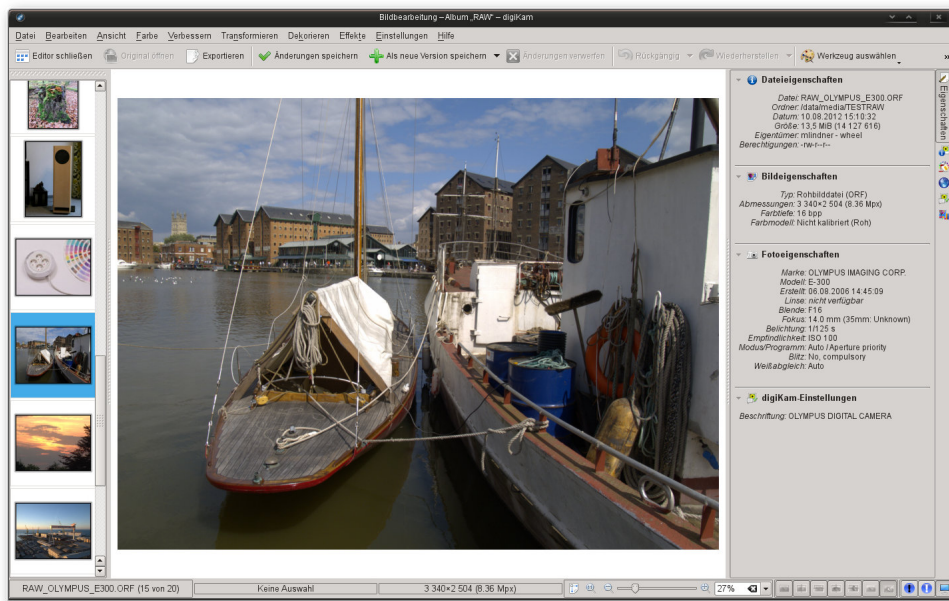 Bildbearbeitung – Album „RAW“ – digiKam
Datei Bearbeiten Ansicht Farbe Verbessern Transformieren Dekorieren Effekte Einstellungen Hilfe
Editor schließen Original öffnen Exportieren Änderungen speichern Als neue Version speichern Änderungen verwerfen Rückgängig Wiederherstellen Werkzeug auswählen »
Dateieigenschaften
Datei: RAW_OLYMPUS_E300.ORF
Ordner: /data/media/TESTRAW
Datum: 10.08.2012 15:10:32
Größe: 13,5 MiB (14 127 616)
Eigentümer: mlindner - wheel
Berechtigungen: -rw-r--r--
Bildeigenschaften
Typ: Rohbilddatei (ORF)
Abmessungen: 3 340×2 504 (8.36 Mpx)
Farbtiefe: 16 bpp
Farbmodell: Nicht kalibriert (Roh)
Fotoeigenschaften
Marke: OLYMPUS IMAGING CORP.
Modell: E-300
Erstellt: 06.08.2006 14:45:09
Linse: nicht verfügbar
Blende: F16
Fokus: 14.0 mm (35mm: Unknown)
Belichtung: 1/125 s
Empfindlichkeit: ISO 100
Modus/Programm: Auto / Aperture priority
Blitz: No, compulsory
Weißabgleich: Auto
digiKam-Einstellungen
Beschriftung: OLYMPUS DIGITAL CAMERA
Eigenschaften
RAW_OLYMPUS_E300.ORF (15 von 20) Keine Auswahl 3 340×2 504 (8.36 Mpx) 27%